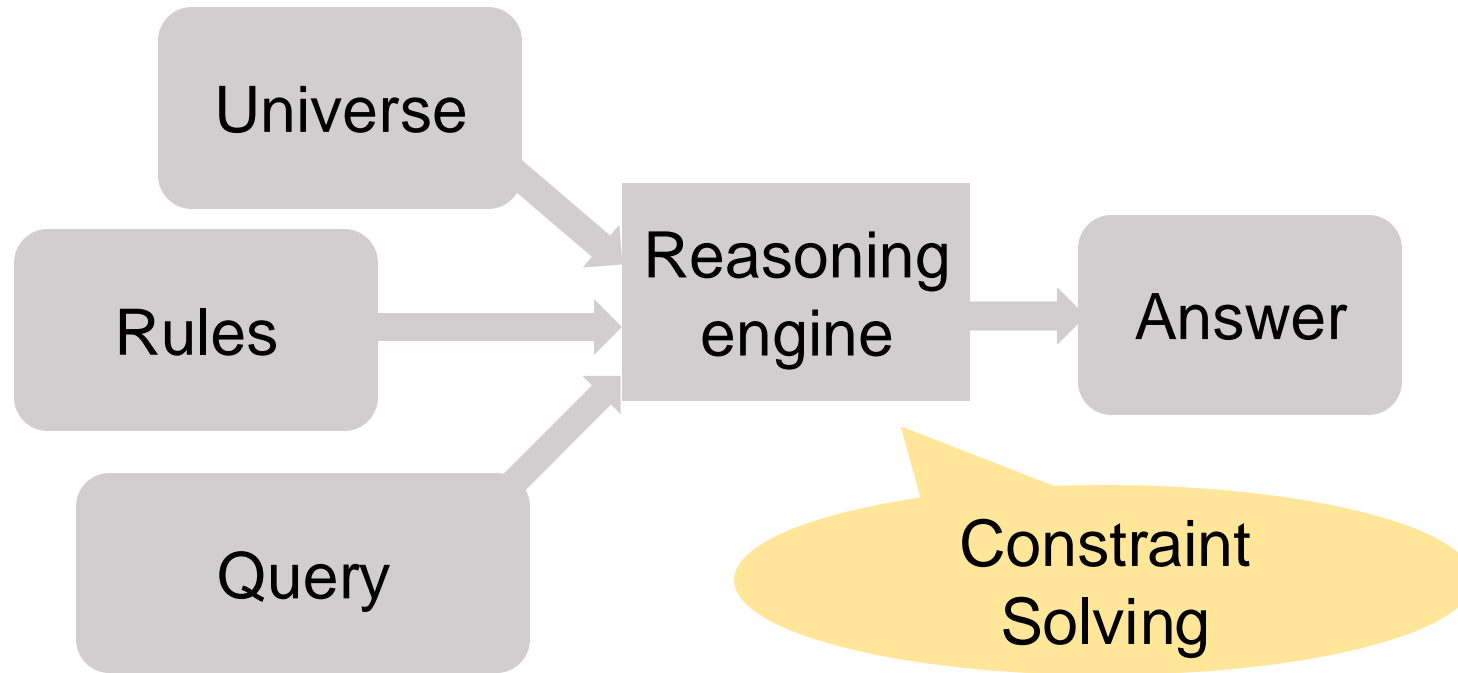 Universe
Rules
Query
Reasoning
engine
Answer
Constraint
Solving